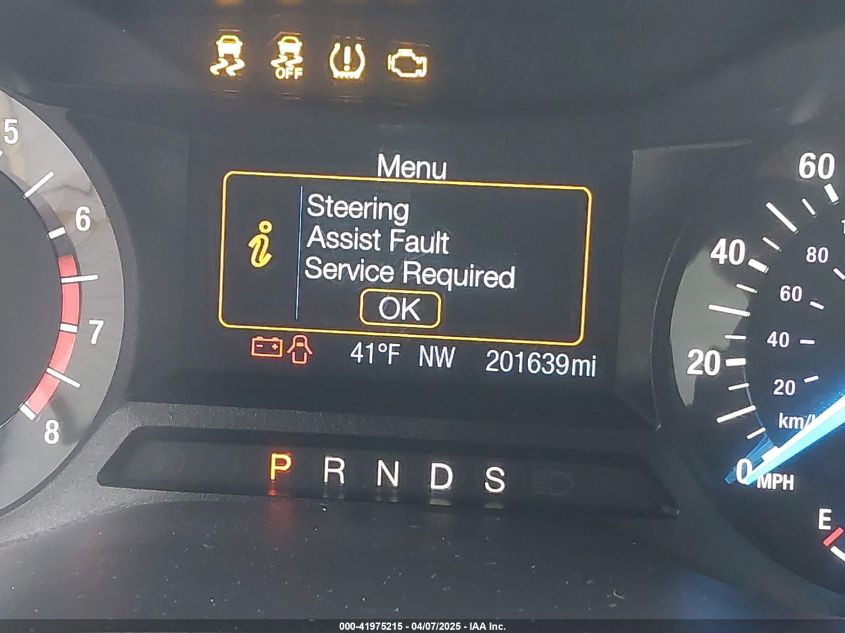 OFF
5
6
7
8
Menu
Steering
Assist Fault
Service Required
OK
41°F NW 201639mi
P R N D S
60
40
20
0
MPH
80
60
40
20
km/
E
000-41975215 - 04/07/2025 - IAA Inc.